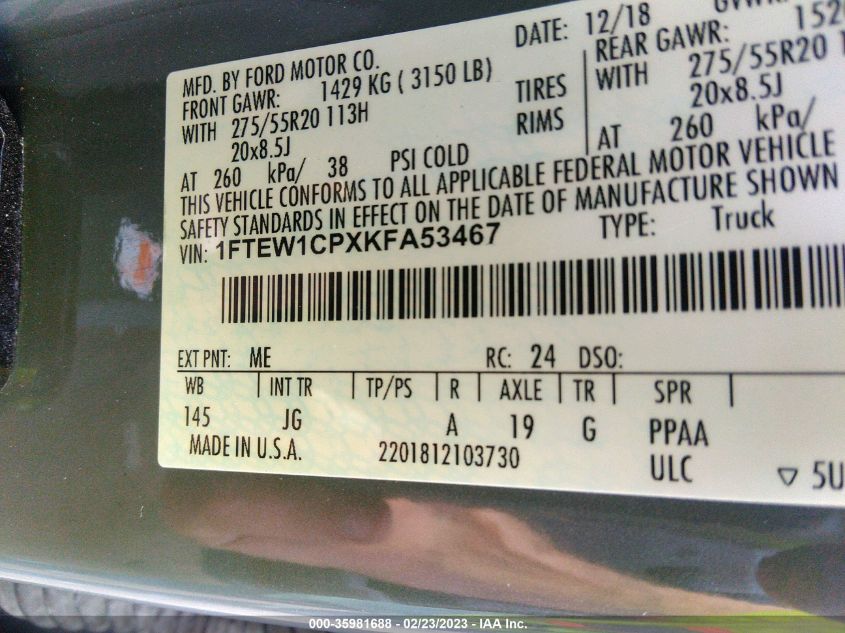 MFD. BY FORD MOTOR CO.
DATE: 12/18
FRONT GAWR: 1429 KG ( 3150 LB)
REAR GAWR:
WITH 275/55R20 113H TIRES WITH 275/55R20
20x8.5J RIMS 20x8.5J
AT 260 kPa/ 38 PSI COLD AT 260 kPa/
THIS VEHICLE CONFORMS TO ALL APPLICABLE FEDERAL MOTOR VEHICLE
SAFETY STANDARDS IN EFFECT ON THE DATE OF MANUFACTURE SHOWN
VIN: 1FTEW1CPXKFA53467 TYPE: Truck
EXT PNT: ME RC: 24 DSO:
WB INT TR TP/PS R AXLE TR SPR
145 JG A 19 G PPAA
MADE IN U.S.A. 2201812103730 ULC ▽ 5U
000-35981688 - 02/23/2023 - IAA Inc.